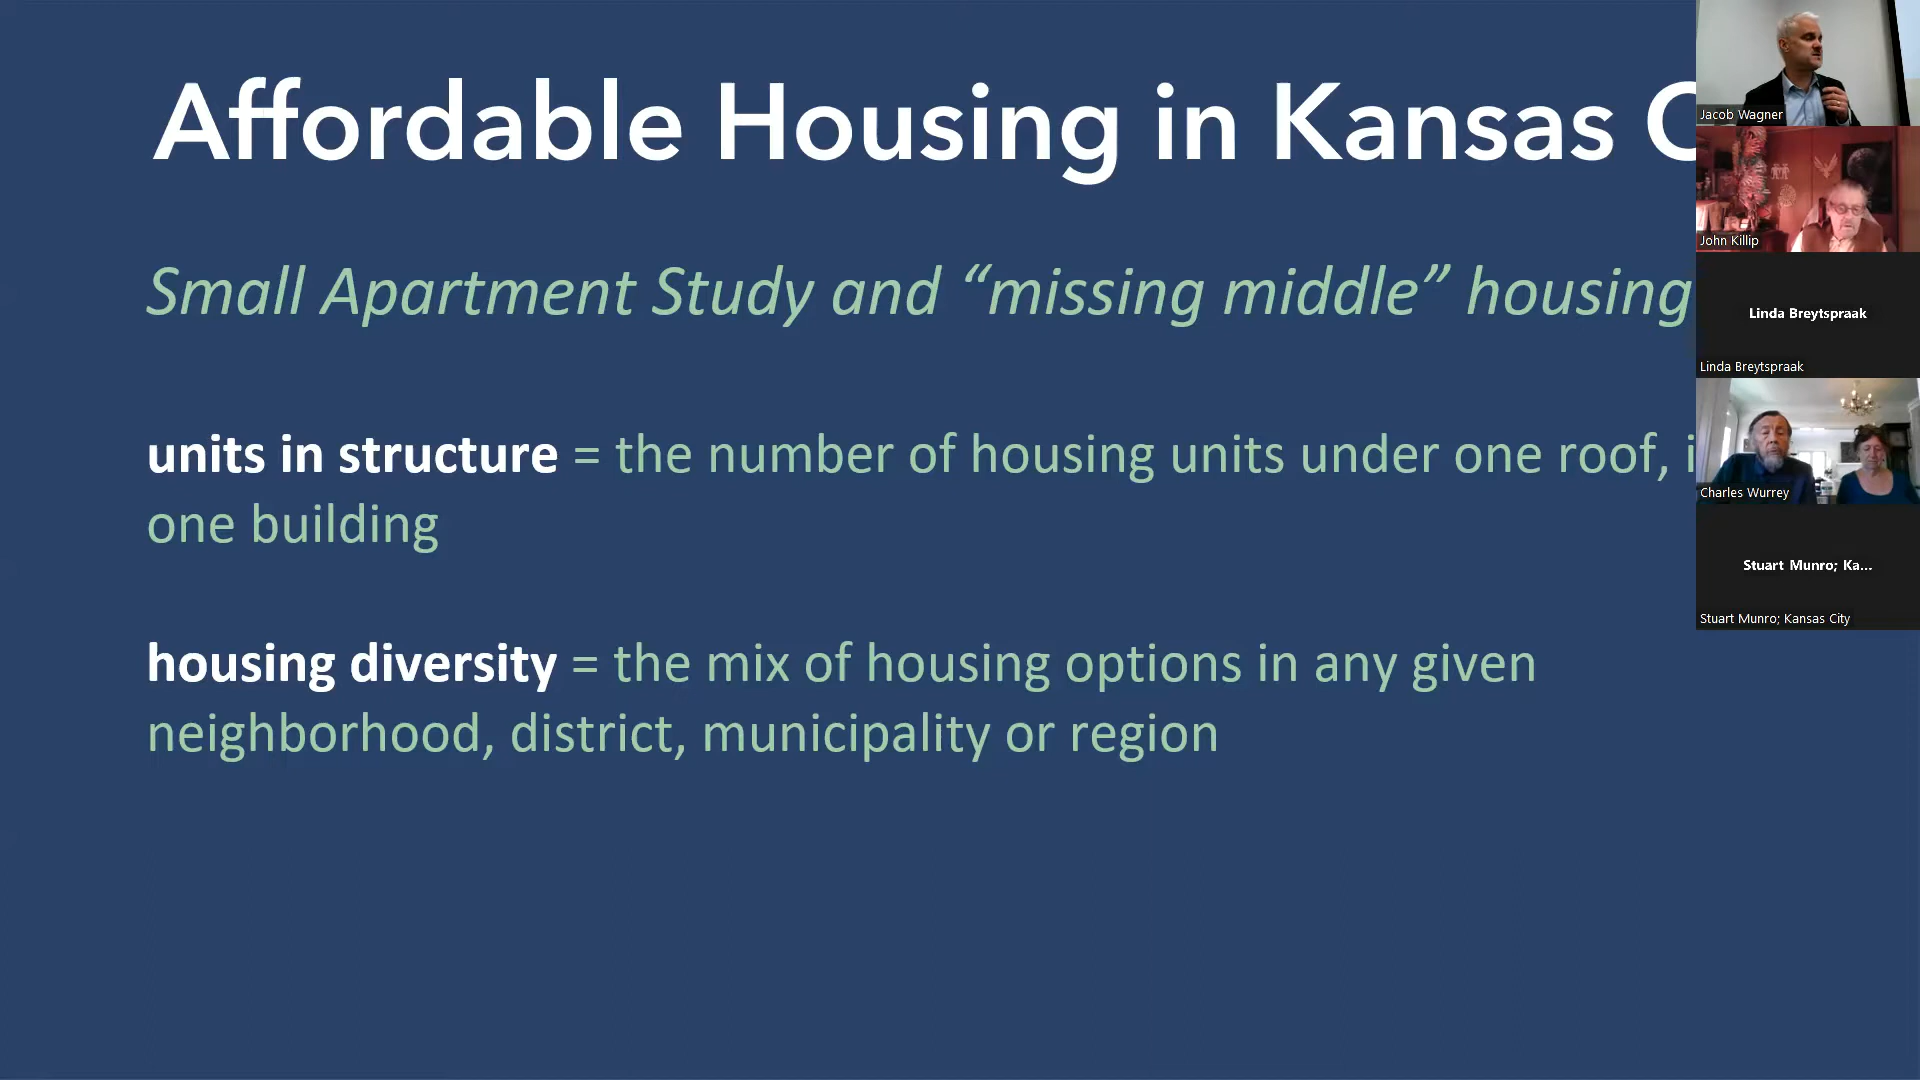 Affordable Housing in Kansas C
Small Apartment Study and “missing middle” housing
units in structure = the number of housing units under one roof, i
one building
housing diversity = the mix of housing options in any given
neighborhood, district, municipality or region
Jacob Wagner
John Killip
Linda Breytspraak
Linda Breytspraak
Charles Wurrey
Stuart Munro; Ka...
Stuart Munro; Kansas City